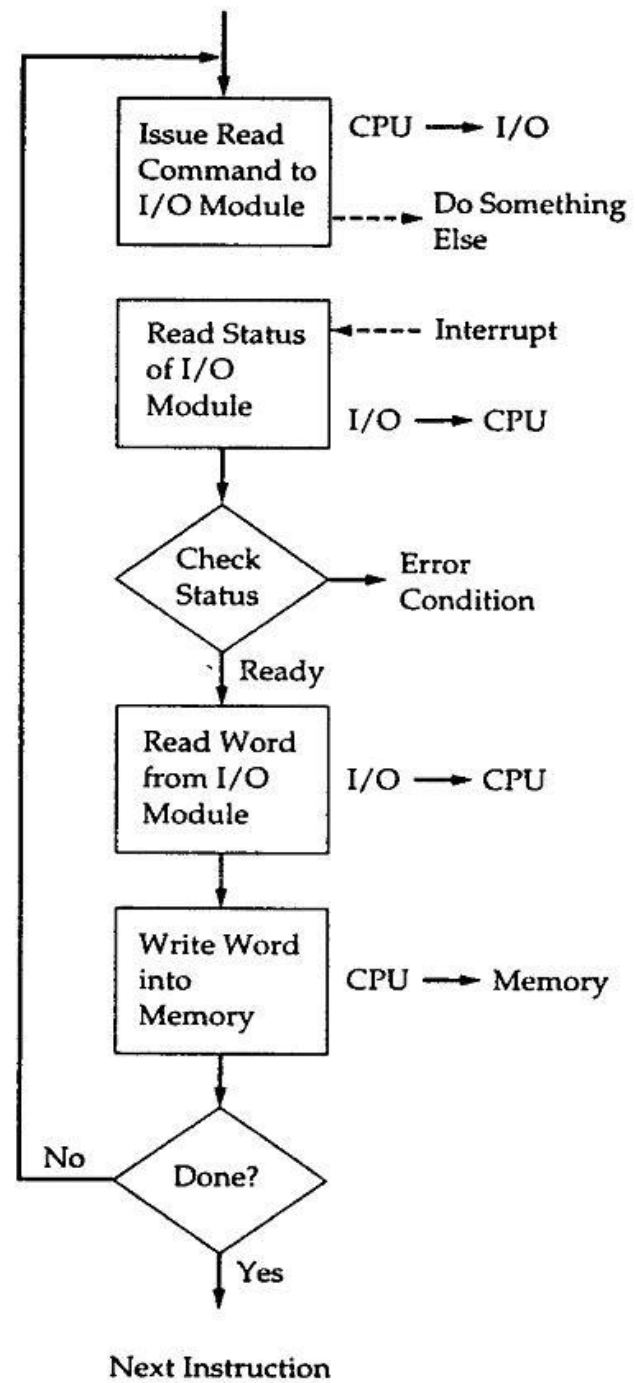 Issue Read
Command to
I/O Module
CPU → I/O
Do Something
Else
Read Status
of I/O
Module
Interrupt
I/O → CPU
Check
Status
Error
Condition
Ready
Read Word
from I/O
Module
I/O → CPU
Write Word
into
Memory
CPU → Memory
Done?
No
Yes
Next Instruction